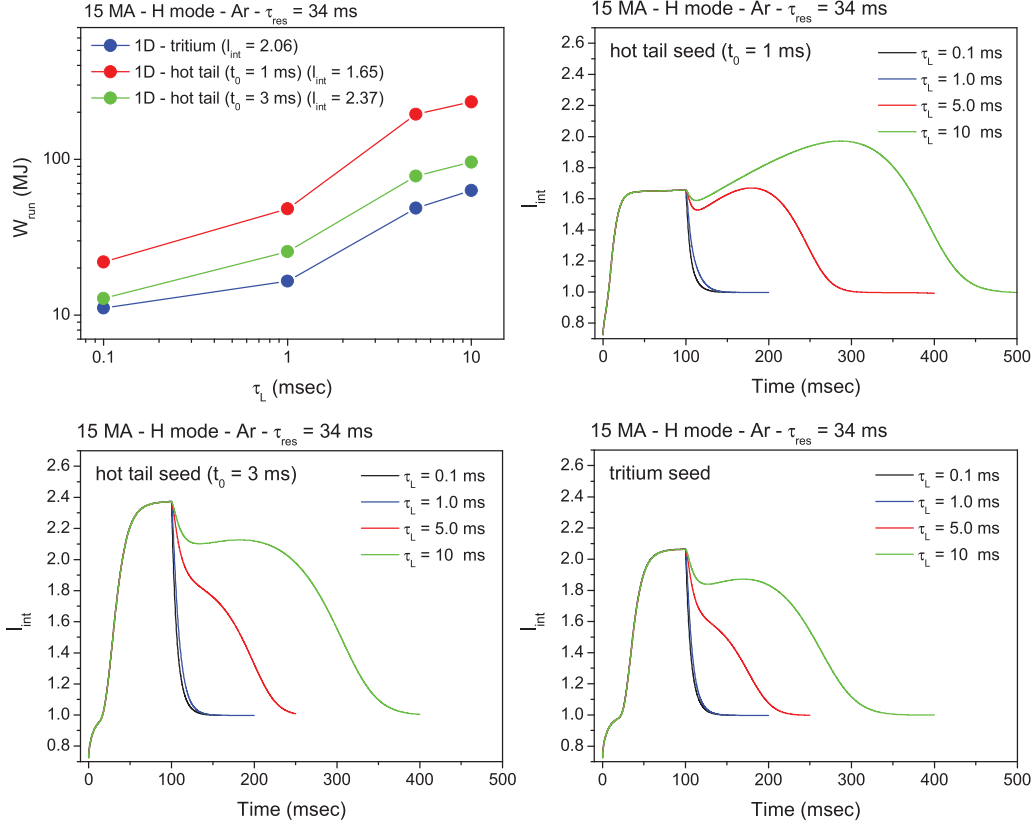 15 MA - H mode - Ar - τres = 34 ms
1D - tritium (lint = 2.06)
1D - hot tail (t0 = 1 ms) (lint = 1.65)
1D - hot tail (t0 = 3 ms) (lint = 2.37)
100
10
Wrun (MJ)
0.1 1 10
τL (msec)
15 MA - H mode - Ar - τres = 34 ms
hot tail seed (t0 = 1 ms)
τL = 0.1 ms
τL = 1.0 ms
τL = 5.0 ms
τL = 10 ms
2.6
2.4
2.2
2.0
1.8
1.6
1.4
1.2
1.0
0.8
lint
0 100 200 300 400 500
Time (msec)
15 MA - H mode - Ar - τres = 34 ms
hot tail seed (t0 = 3 ms)
τL = 0.1 ms
τL = 1.0 ms
τL = 5.0 ms
τL = 10 ms
2.6
2.4
2.2
2.0
1.8
1.6
1.4
1.2
1.0
0.8
lint
0 100 200 300 400 500
Time (msec)
15 MA - H mode - Ar - τres = 34 ms
tritium seed
τL = 0.1 ms
τL = 1.0 ms
τL = 5.0 ms
τL = 10 ms
2.6
2.4
2.2
2.0
1.8
1.6
1.4
1.2
1.0
0.8
lint
0 100 200 300 400 500
Time (msec)